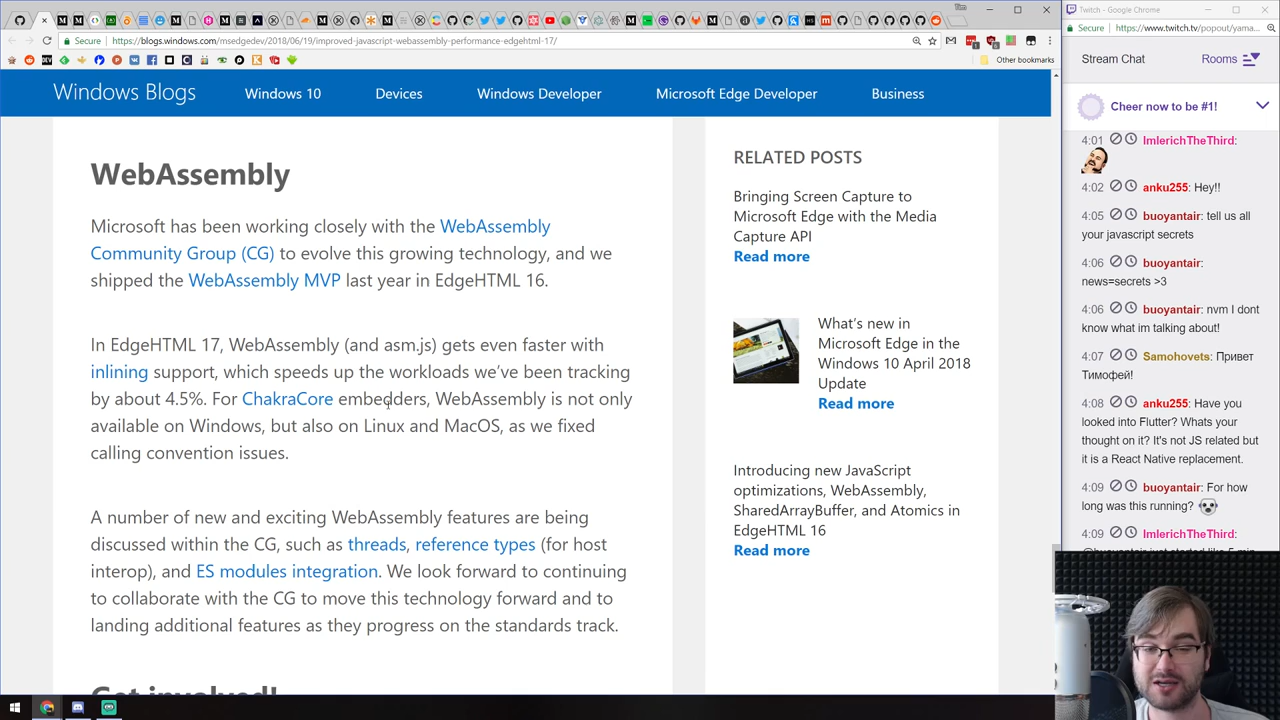 Twitch - Google Chrome
Secure
https://blogs.windows.com/msedgedev/2018/06/19/improved-javascript-webassembly-performance-edgehtml-17/
Other bookmarks
Windows Blogs
Windows 10
Devices
Windows Developer
Microsoft Edge Developer
Business
WebAssembly
Microsoft has been working closely with the WebAssembly
Community Group (CG) to evolve this growing technology, and we
shipped the WebAssembly MVP last year in EdgeHTML 16.
In EdgeHTML 17, WebAssembly (and asm.js) gets even faster with
inlining support, which speeds up the workloads we've been tracking
by about 4.5%. For ChakraCore embedders, WebAssembly is not only
available on Windows, but also on Linux and MacOS, as we fixed
calling convention issues.
A number of new and exciting WebAssembly features are being
discussed within the CG, such as threads, reference types (for host
interop), and ES modules integration. We look forward to continuing
to collaborate with the CG to move this technology forward and to
landing additional features as they progress on the standards track.
Get involved!
RELATED POSTS
Bringing Screen Capture to
Microsoft Edge with the Media
Capture API
Read more
What's new in
Microsoft Edge in the
Windows 10 April 2018
Update
Read more
Introducing new JavaScript
optimizations, WebAssembly,
SharedArrayBuffer, and Atomics in
EdgeHTML 16
Read more
Secure
https://www.twitch.tv/popout/yama...
Stream Chat
Rooms
Cheer now to be #1!
4:01 ImlerichTheThird:
4:02 anku255: Hey!!
4:05 buoyantair: tell us all
your javascript secrets
4:06 buoyantair:
news=secrets >3
4:06 buoyantair: nvm I dont
know what im talking about!
4:07 Samohovets: Привет
Тимофей!
4:08 anku255: Have you
looked into Flutter? Whats your
thought on it? It's not JS related but
it is a React Native replacement.
4:09 buoyantair: For how
long was this running?
4:09 ImlerichTheThird:
@buoyantair just started like 5 min